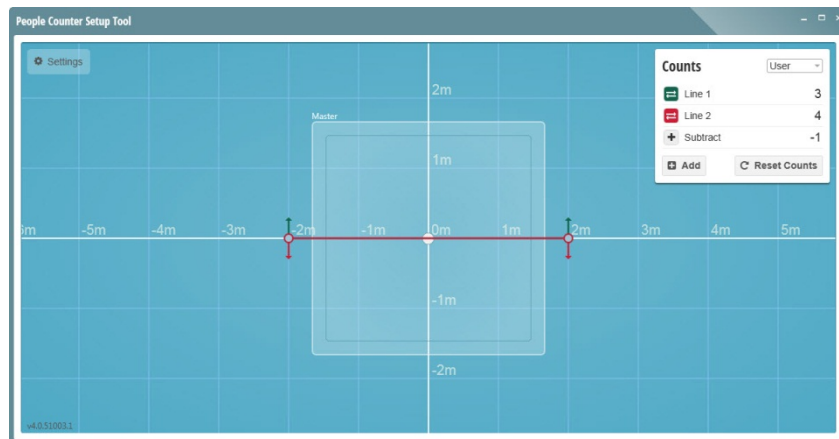 People Counter Setup Tool
Settings
Counts
User
Line 1 3
Line 2 4
Subtract -1
Add Reset Counts
2m
Master
1m
-5m -4m -3m -2m -1m 0m 1m 2m 3m 4m 5m
-1m
-2m
v4.0.51003.1